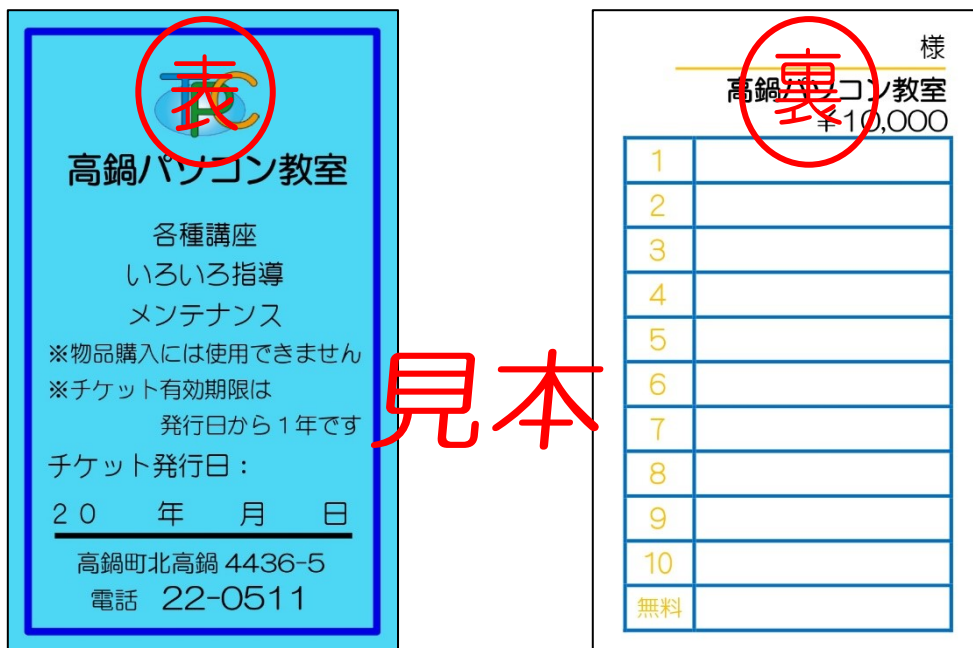 表
TPC
高鍋パソコン教室
各種講座
いろいろ指導
メンテナンス
※物品購入には使用できません
※チケット有効期限は
発行日から1年です
チケット発行日：
20　年　月　日
高鍋町北高鍋 4436-5
電話　22-0511
見本
裏
様
高鍋パソコン教室
¥10,000
1
2
3
4
5
6
7
8
9
10
無料